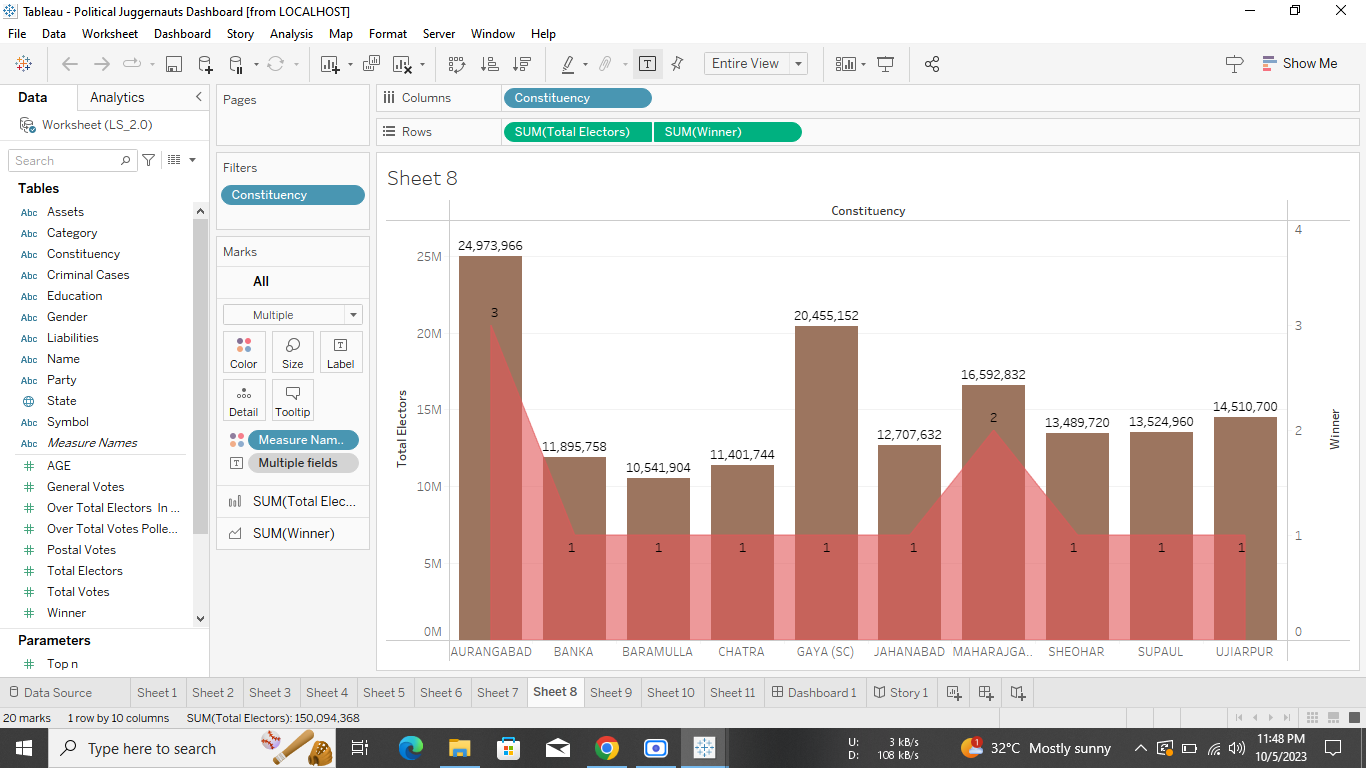 Tableau - Political Juggernauts Dashboard [from LOCALHOST]
File Data Worksheet Dashboard Story Analysis Map Format Server Window Help
Entire View
Show Me
Data Analytics
Worksheet (LS_2.0)
Search
Tables
Abc Assets
Abc Category
Abc Constituency
Abc Criminal Cases
Abc Education
Abc Gender
Abc Liabilities
Abc Name
Abc Party
State
Abc Symbol
Abc Measure Names
AGE
General Votes
Over Total Electors In ...
Over Total Votes Polle...
Postal Votes
Total Electors
Total Votes
Winner
Parameters
Top n
Pages
Filters
Constituency
Marks
All
Multiple
Color Size Label
Detail Tooltip
Measure Nam..
Multiple fields
SUM(Total Elec...
SUM(Winner)
Columns Constituency
Rows SUM(Total Electors) SUM(Winner)
Sheet 8
Constituency
Total Electors
25M
20M
15M
10M
5M
0M
24,973,966
11,895,758
10,541,904
11,401,744
20,455,152
12,707,632
16,592,832
13,489,720
13,524,960
14,510,700
3 1 1 1 1 1 2 1 1 1
4
3
2
1
0
Winner
AURANGABAD BANKA BARAMULLA CHATRA GAYA (SC) JAHANABAD MAHARAJGA.. SHEOHAR SUPAUL UJIARPUR
Data Source Sheet 1 Sheet 2 Sheet 3 Sheet 4 Sheet 5 Sheet 6 Sheet 7 Sheet 8 Sheet 9 Sheet 10 Sheet 11 Dashboard 1 Story 1
20 marks 1 row by 10 columns SUM(Total Electors): 150,094,368
Type here to search
U: 3 kB/s
D: 108 kB/s
1
32°C Mostly sunny
11:48 PM
10/5/2023